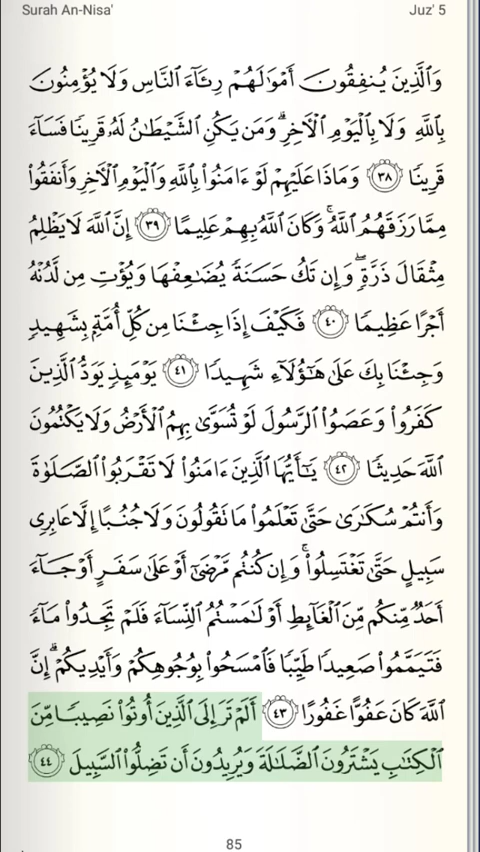 Surah An-Nisa' Juz' 5
وَٱلَّذِينَ يُنفِقُونَ أَمْوَٰلَهُمْ رِئَآءَ ٱلنَّاسِ وَلَا يُؤْمِنُونَ
بِٱللَّهِ وَلَا بِٱلْيَوْمِ ٱلْـَٔاخِرِ ۗ وَمَن يَكُنِ ٱلشَّيْطَٰنُ لَهُۥ قَرِينًا فَسَآءَ
قَرِينًا ٣٨ وَمَاذَا عَلَيْهِمْ لَوْ ءَامَنُوا۟ بِٱللَّهِ وَٱلْيَوْمِ ٱلْـَٔاخِرِ وَأَنفَقُوا۟
مِمَّا رَزَقَهُمُ ٱللَّهُ ۚ وَكَانَ ٱللَّهُ بِهِمْ عَلِيمًا ٣٩ إِنَّ ٱللَّهَ لَا يَظْلِمُ
مِثْقَالَ ذَرَّةٍ ۖ وَإِن تَكُ حَسَنَةً يُضَٰعِفْهَا وَيُؤْتِ مِن لَّدُنْهُ
أَجْرًا عَظِيمًا ٤٠ فَكَيْفَ إِذَا جِئْنَا مِن كُلِّ أُمَّةٍۭ بِشَهِيدٍ
وَجِئْنَا بِكَ عَلَىٰ هَٰٓؤُلَآءِ شَهِيدًا ٤١ يَوْمَئِذٍ يَوَدُّ ٱلَّذِينَ
كَفَرُوا۟ وَعَصَوُا۟ ٱلرَّسُولَ لَوْ تُسَوَّىٰ بِهِمُ ٱلْأَرْضُ وَلَا يَكْتُمُونَ
ٱللَّهَ حَدِيثًا ٤٢ يَٰٓأَيُّهَا ٱلَّذِينَ ءَامَنُوا۟ لَا تَقْرَبُوا۟ ٱلصَّلَوٰةَ
وَأَنتُمْ سُكَٰرَىٰ حَتَّىٰ تَعْلَمُوا۟ مَا تَقُولُونَ وَلَا جُنُبًا إِلَّا عَابِرِى
سَبِيلٍ حَتَّىٰ تَغْتَسِلُوا۟ ۚ وَإِن كُنتُم مَّرْضَىٰٓ أَوْ عَلَىٰ سَفَرٍ أَوْ جَآءَ
أَحَدٌ مِّنكُم مِّنَ ٱلْغَآئِطِ أَوْ لَٰمَسْتُمُ ٱلنِّسَآءَ فَلَمْ تَجِدُوا۟ مَآءً
فَتَيَمَّمُوا۟ صَعِيدًا طَيِّبًا فَٱمْسَحُوا۟ بِوُجُوهِكُمْ وَأَيْدِيكُمْ ۗ إِنَّ
ٱللَّهَ كَانَ عَفُوًّا غَفُورًا ٤٣ أَلَمْ تَرَ إِلَى ٱلَّذِينَ أُوتُوا۟ نَصِيبًا مِّنَ
ٱلْكِتَٰبِ يَشْتَرُونَ ٱلضَّلَٰلَةَ وَيُرِيدُونَ أَن تَضِلُّوا۟ ٱلسَّبِيلَ ٤٤
85